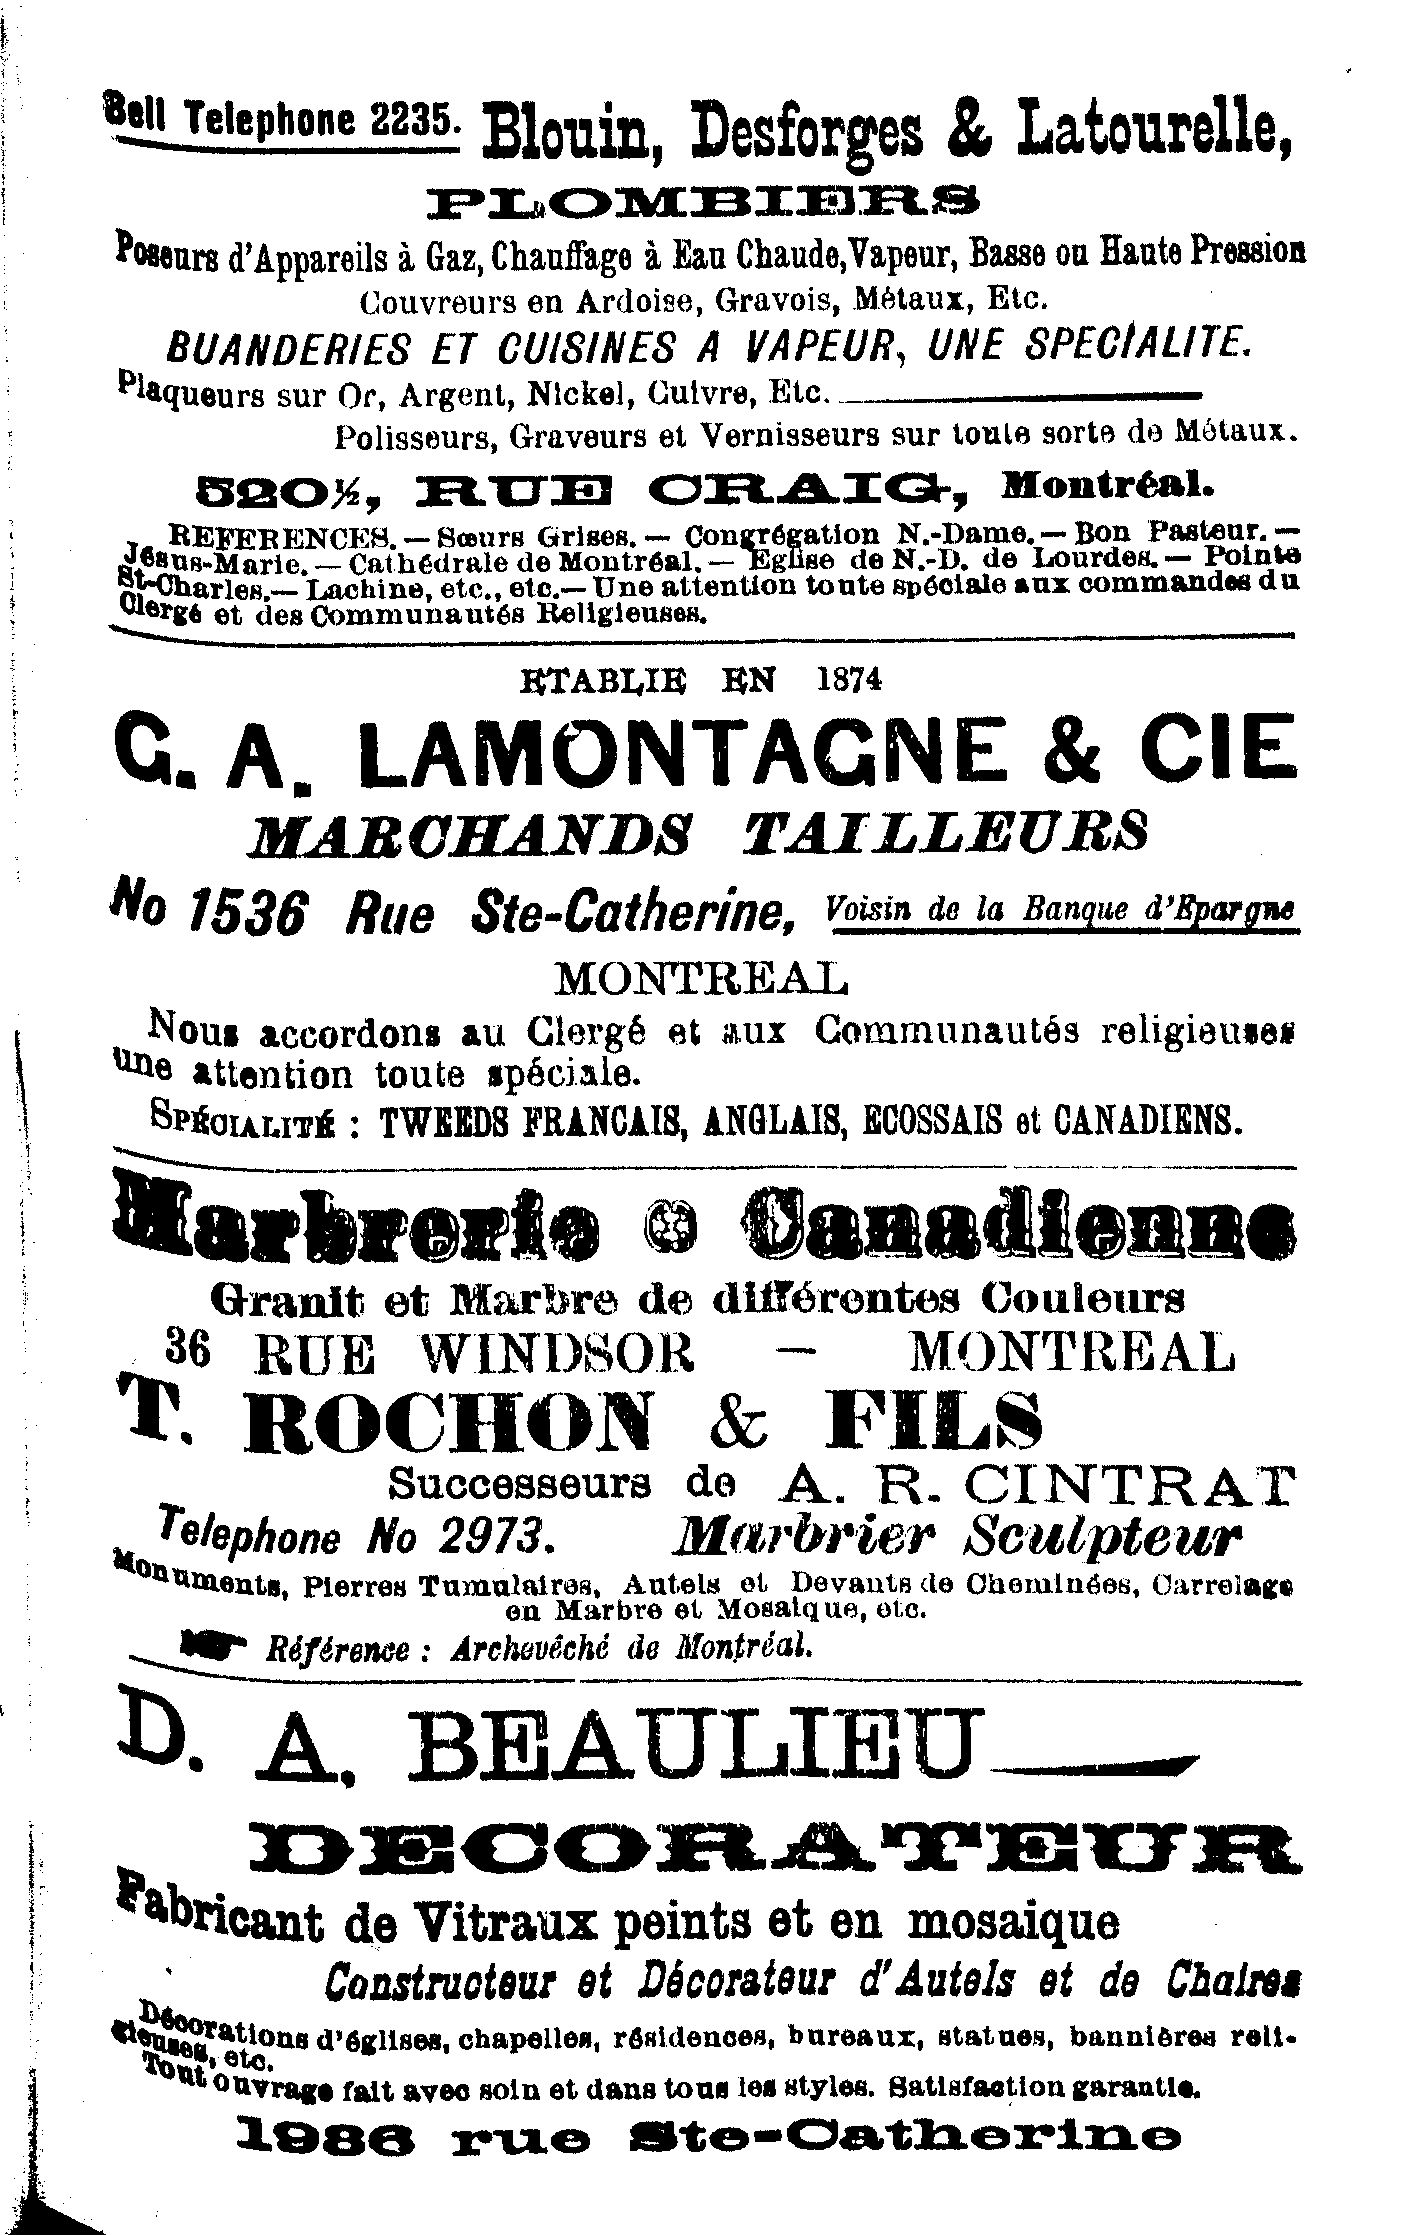 Bell Telephone 2235. Blouin, Desforges & Latourelle,
PLOMBIERS
Poseurs d'Appareils à Gaz, Chauffage à Eau Chaude, Vapeur, Basse ou Haute Pression
Couvreurs en Ardoise, Gravois, Métaux, Etc.
BUANDERIES ET CUISINES A VAPEUR, UNE SPECIALITE.
Plaqueurs sur Or, Argent, Nickel, Cuivre, Etc.
Polisseurs, Graveurs et Vernisseurs sur toute sorte de Métaux.
520½, RUE CRAIG, Montréal.
REFERENCES.—Sœurs Grises.—Congrégation N.-Dame.—Bon Pasteur.—
Jésus-Marie.—Cathédrale de Montréal.—Eglise de N.-D. de Lourdes.—Pointe
St-Charles.—Lachine, etc., etc.—Une attention toute spéciale aux commandes du
Clergé et des Communautés Religieuses.
ETABLIE EN 1874
G. A. LAMONTAGNE & CIE
MARCHANDS TAILLEURS
No 1536 Rue Ste-Catherine, Voisin de la Banque d'Epargne
MONTREAL
Nous accordons au Clergé et aux Communautés religieuses
une attention toute spéciale.
SPÉCIALITÉ : TWEEDS FRANCAIS, ANGLAIS, ECOSSAIS et CANADIENS.
Marbrerie Canadienne
Granit et Marbre de différentes Couleurs
36 RUE WINDSOR — MONTREAL
T. ROCHON & FILS
Successeurs de A. R. CINTRAT
Telephone No 2973. Marbrier Sculpteur
Monuments, Pierres Tumulaires, Autels et Devants de Cheminées, Carrelage
en Marbre et Mosaique, etc.
Référence : Archevêché de Montréal.
D. A. BEAULIEU
DECORATEUR
Fabricant de Vitraux peints et en mosaique
Constructeur et Décorateur d'Autels et de Chaires
Décorations d'églises, chapelles, résidences, bureaux, statues, bannières reli-
gieuses, etc.
Tout ouvrage fait avec soin et dans tous les styles. Satisfaction garantie.
1986 rue Ste-Catherine